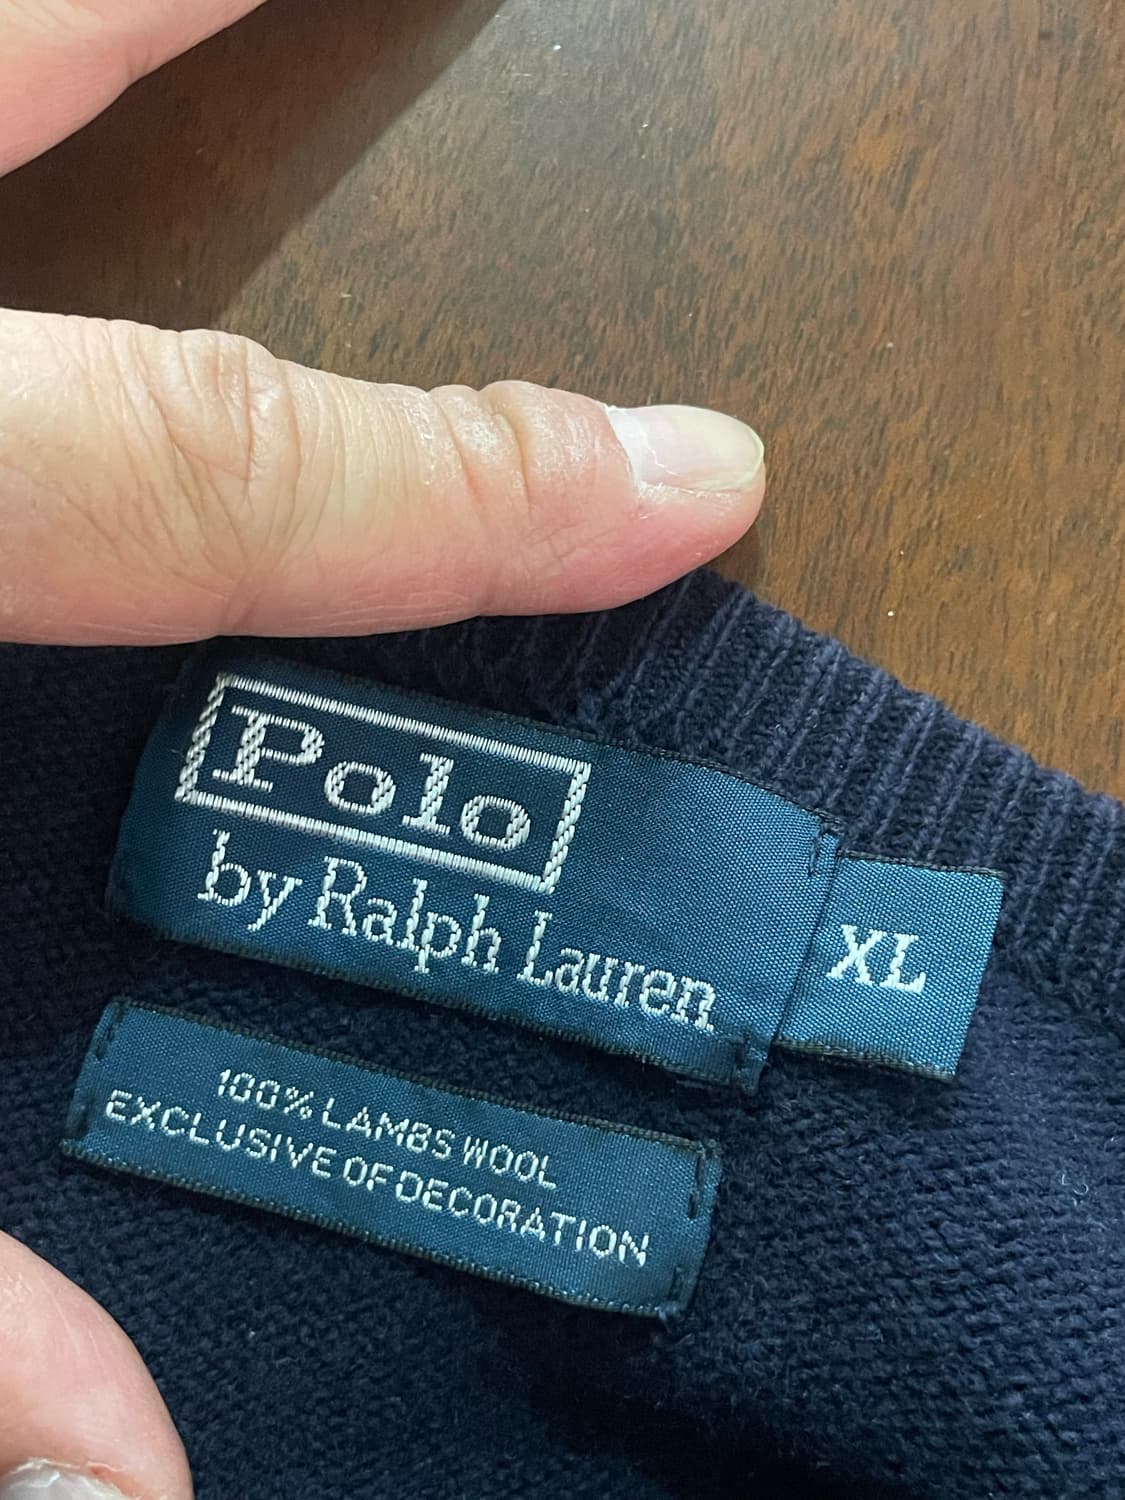 Polo
by Ralph Lauren
XL
100% LAMBS WOOL
EXCLUSIVE OF DECORATION